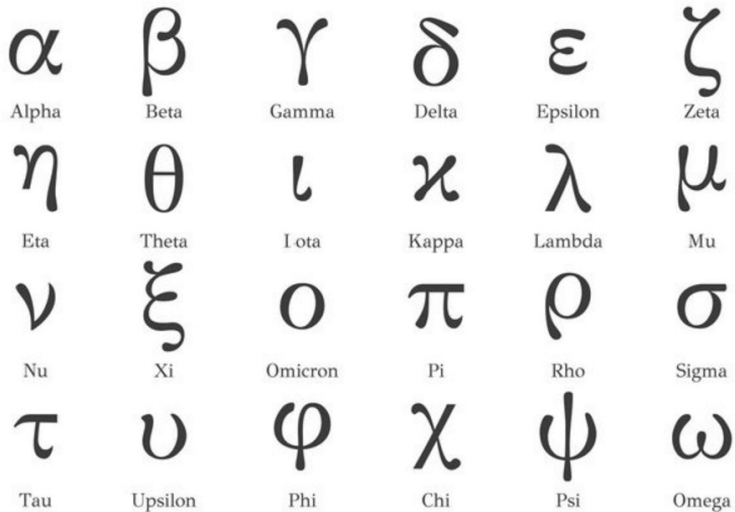 α β γ δ ε ζ
Alpha Beta Gamma Delta Epsilon Zeta
η θ ι ϰ λ μ
Eta Theta I ota Kappa Lambda Mu
ν ξ ο π ρ σ
Nu Xi Omicron Pi Rho Sigma
τ υ φ χ ψ ω
Tau Upsilon Phi Chi Psi Omega